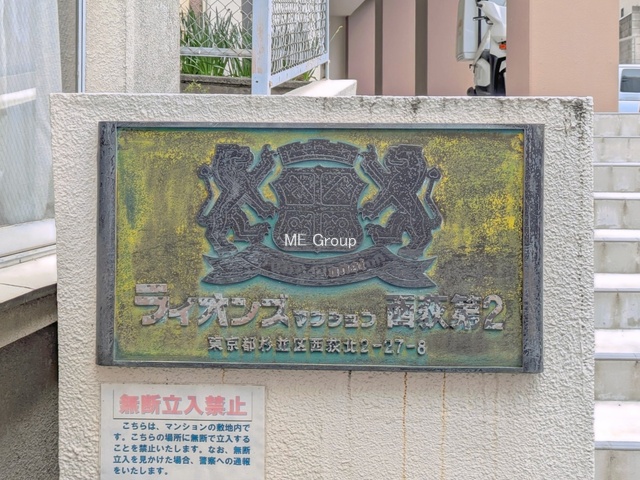 ME Group
ライオンズマンション 西荻第2
東京都杉並区西荻北2-27-8
無断立入禁止
こちらは、マンションの敷地内で
す。こちらの場所に無断で立入する
ことを禁止いたします。なお、無断
立入を見かけた場合、警察への通報
をいたします。